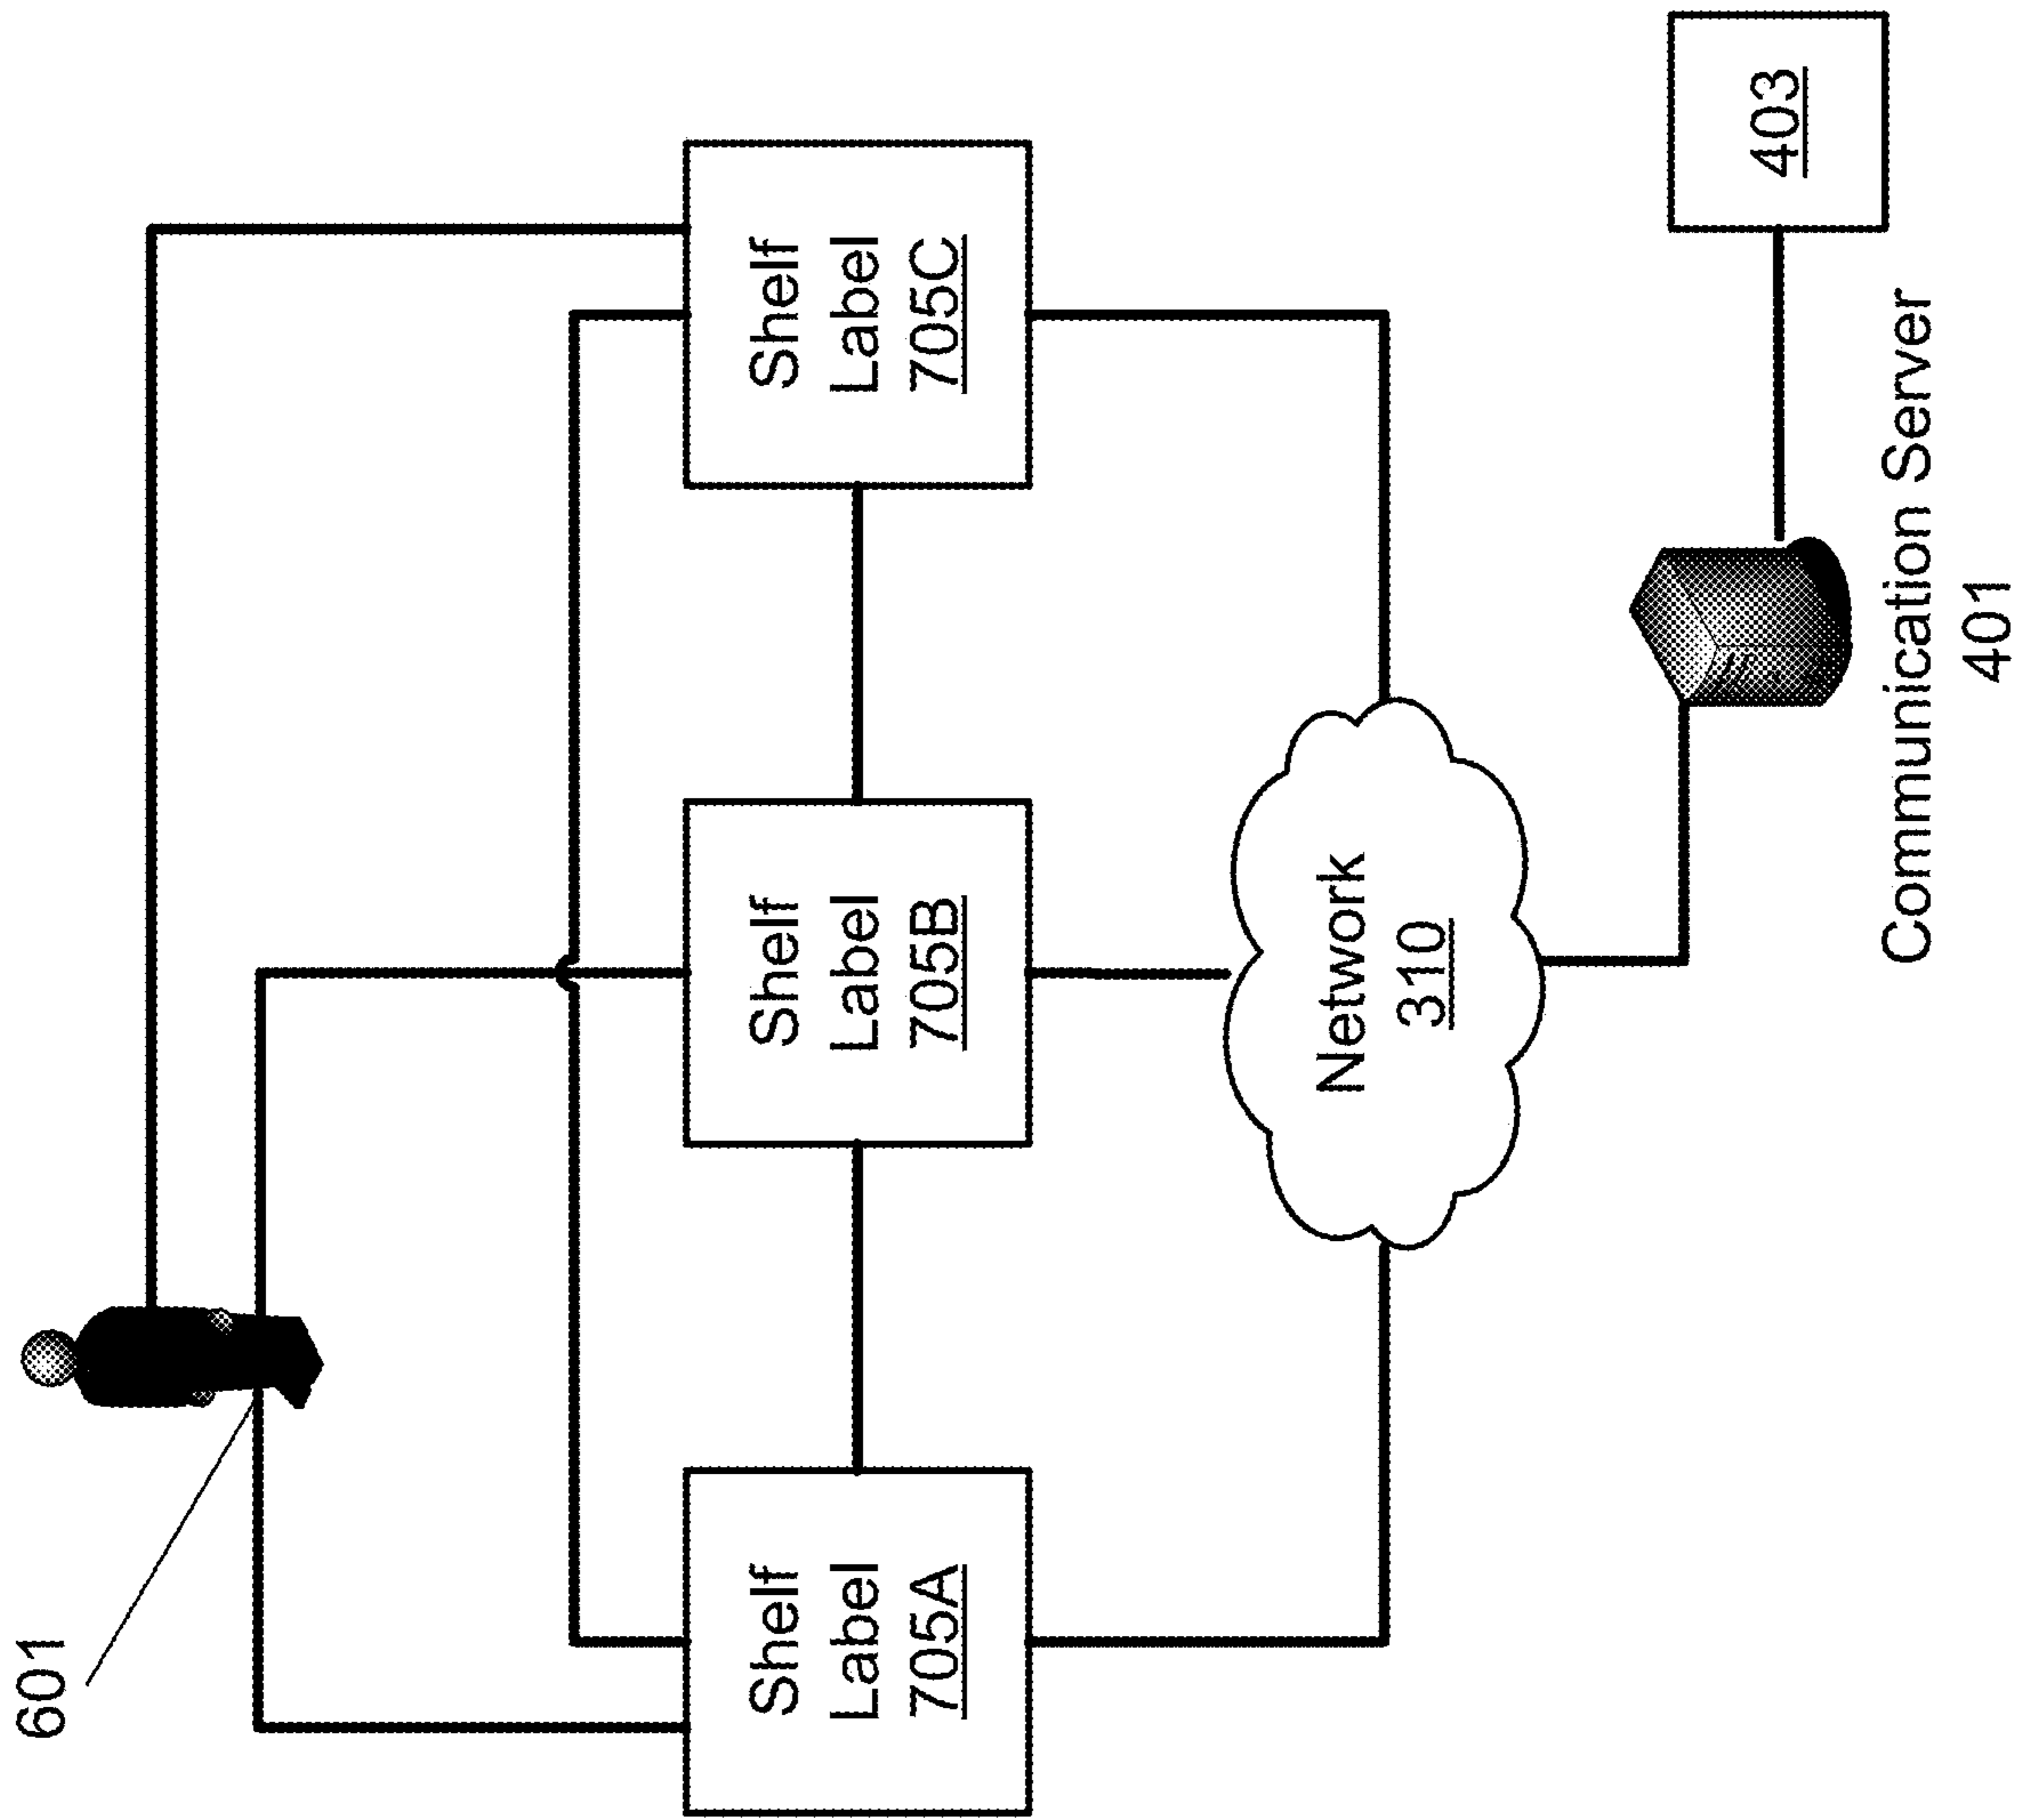 601
Shelf
Label
705A
Shelf
Label
705B
Shelf
Label
705C
Network
310
403
Communication Server
401